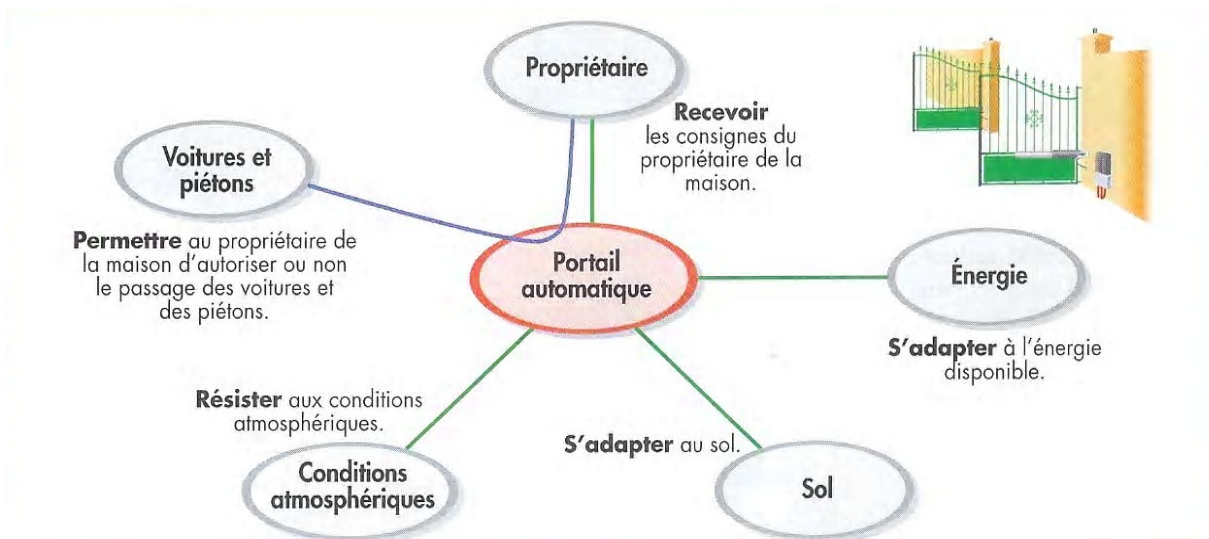 Propriétaire
Recevoir
les consignes du
propriétaire de la
maison.
Voitures et
piétons
Permettre au propriétaire de
la maison d'autoriser ou non
le passage des voitures et
des piétons.
Portail
automatique
Énergie
S'adapter à l'énergie
disponible.
Résister aux conditions
atmosphériques.
Conditions
atmosphériques
S'adapter au sol.
Sol